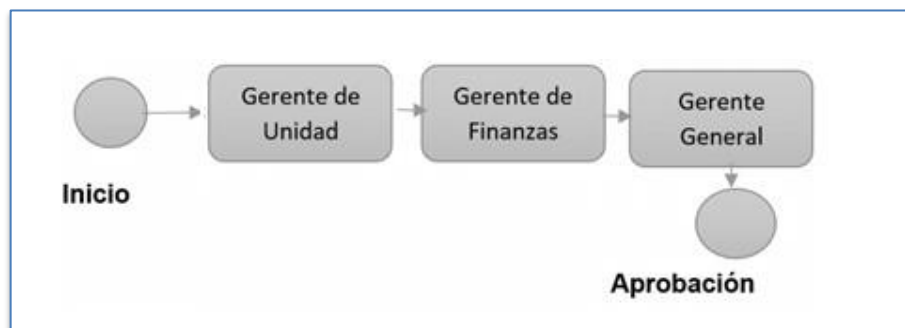 Inicio
Gerente de
Unidad
Gerente de
Finanzas
Gerente
General
Aprobación